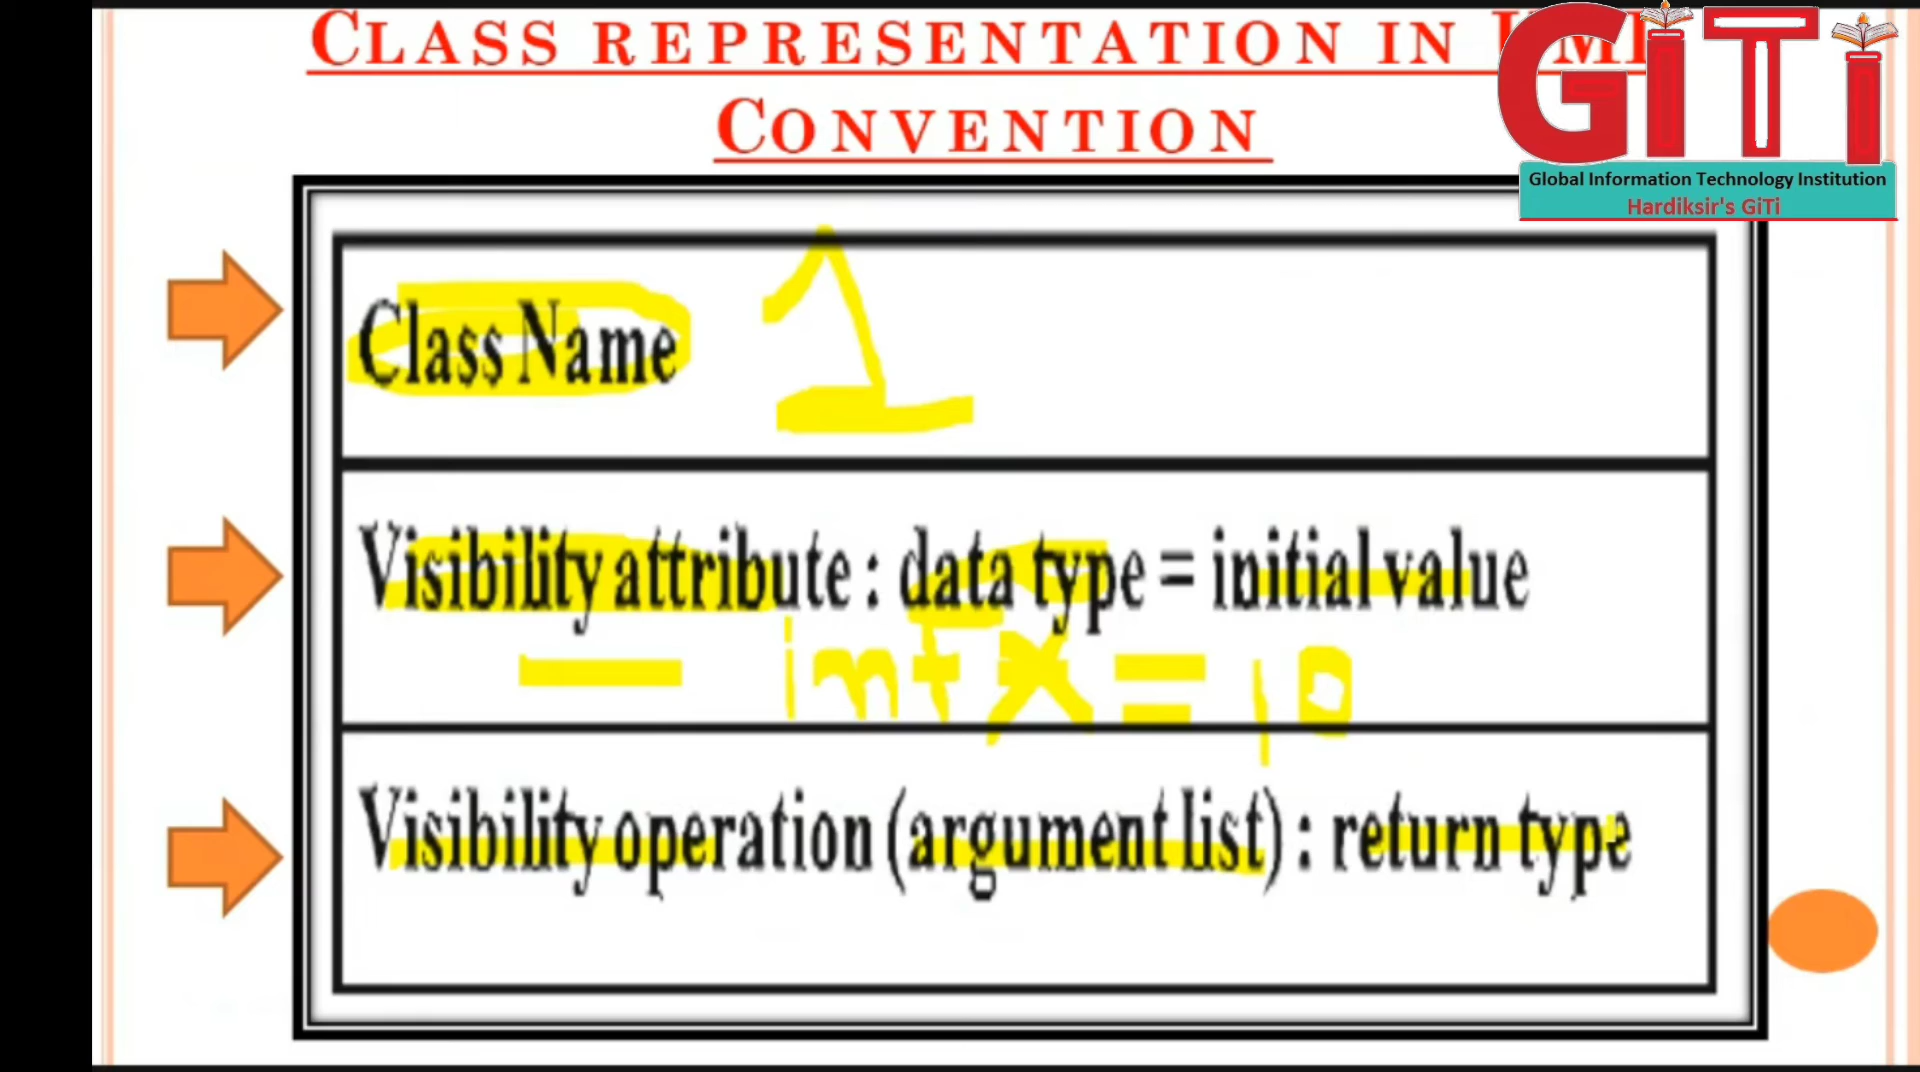 CLASS REPRESENTATION IN
CONVENTION
GiTi
Global Information Technology Institution
Hardiksir's GiTi
Class Name 1
Visibility attribute : data type = initial value
— int x = 10
Visibility operation (argument list) : return type